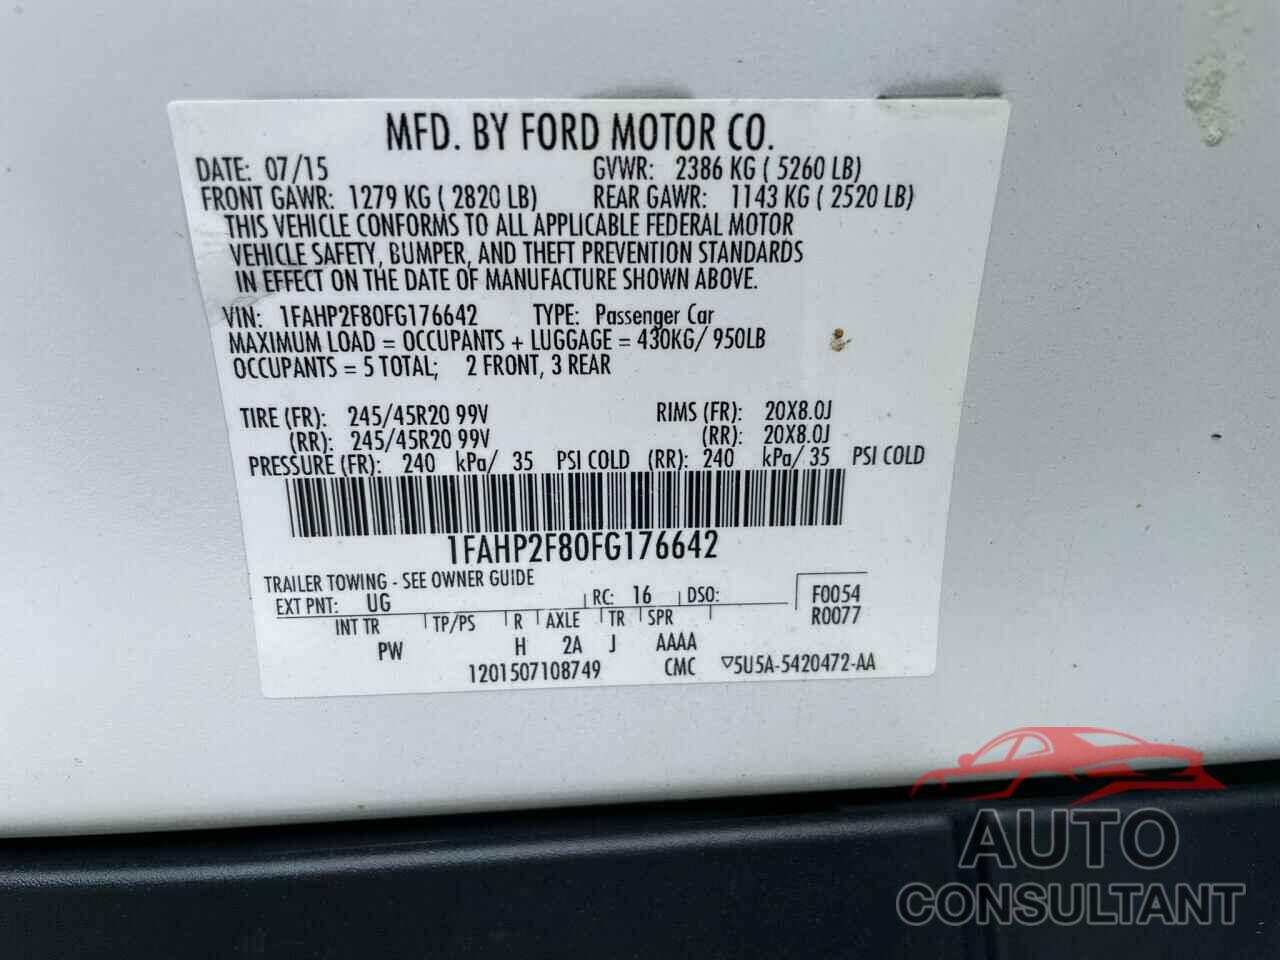 MFD. BY FORD MOTOR CO.
DATE: 07/15 GVWR: 2386 KG ( 5260 LB)
FRONT GAWR: 1279 KG ( 2820 LB) REAR GAWR: 1143 KG ( 2520 LB)
THIS VEHICLE CONFORMS TO ALL APPLICABLE FEDERAL MOTOR
VEHICLE SAFETY, BUMPER, AND THEFT PREVENTION STANDARDS
IN EFFECT ON THE DATE OF MANUFACTURE SHOWN ABOVE.
VIN: 1FAHP2F80FG176642 TYPE: Passenger Car
MAXIMUM LOAD = OCCUPANTS + LUGGAGE = 430KG/ 950LB
OCCUPANTS = 5 TOTAL; 2 FRONT, 3 REAR
TIRE (FR): 245/45R20 99V RIMS (FR): 20X8.0J
(RR): 245/45R20 99V (RR): 20X8.0J
PRESSURE (FR): 240 kPa/ 35 PSI COLD (RR): 240 kPa/ 35 PSI COLD
1FAHP2F80FG176642
TRAILER TOWING - SEE OWNER GUIDE
EXT PNT: UG RC: 16 DSO: F0054
INT TR TP/PS R AXLE TR SPR R0077
PW H 2A J AAAA
1201507108749 CMC ▽5U5A-5420472-AA
AUTO
CONSULTANT